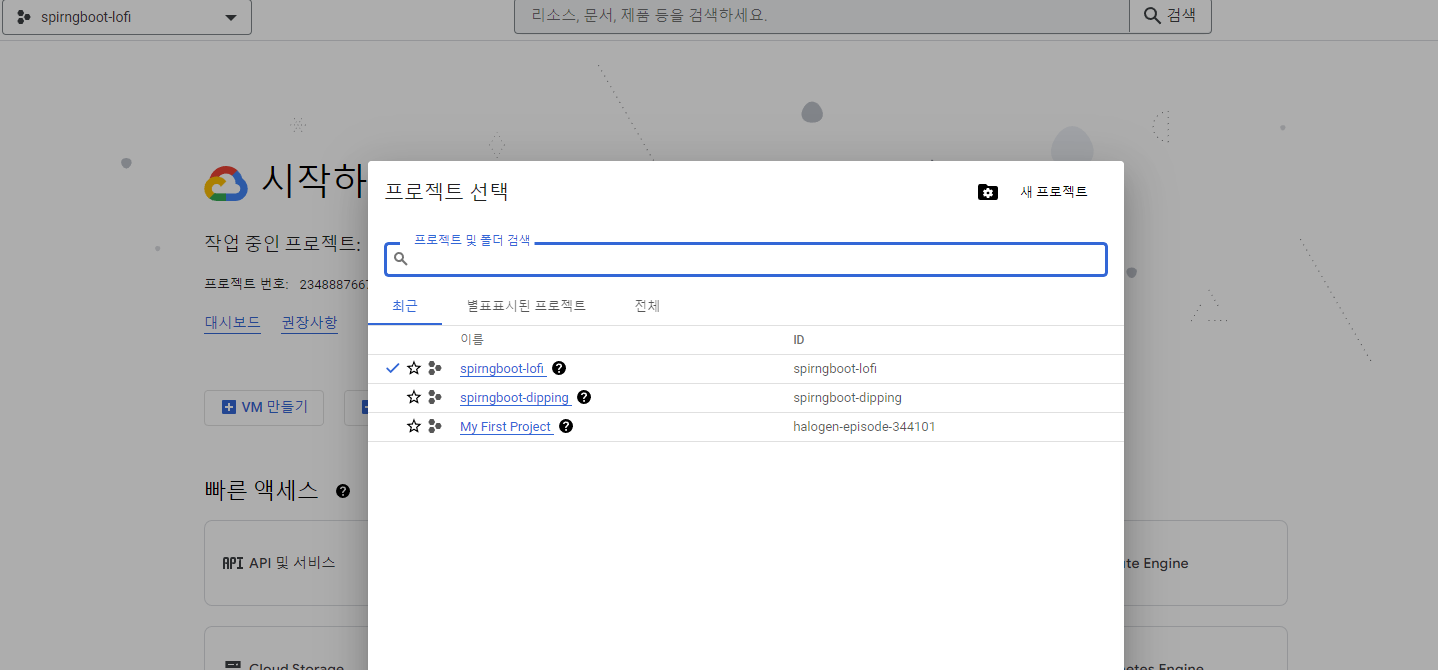 spirngboot-lofi
리소스, 문서, 제품 등을 검색하세요.
검색
시작하
작업 중인 프로젝트:
프로젝트 번호: 2348887667
대시보드 권장사항
VM 만들기
빠른 액세스
API API 및 서비스
Cloud Storage
프로젝트 선택
새 프로젝트
프로젝트 및 폴더 검색
최근 별표표시된 프로젝트 전체
이름 ID
spirngboot-lofi spirngboot-lofi
spirngboot-dipping spirngboot-dipping
My First Project halogen-episode-344101
te Engine
etes Engine